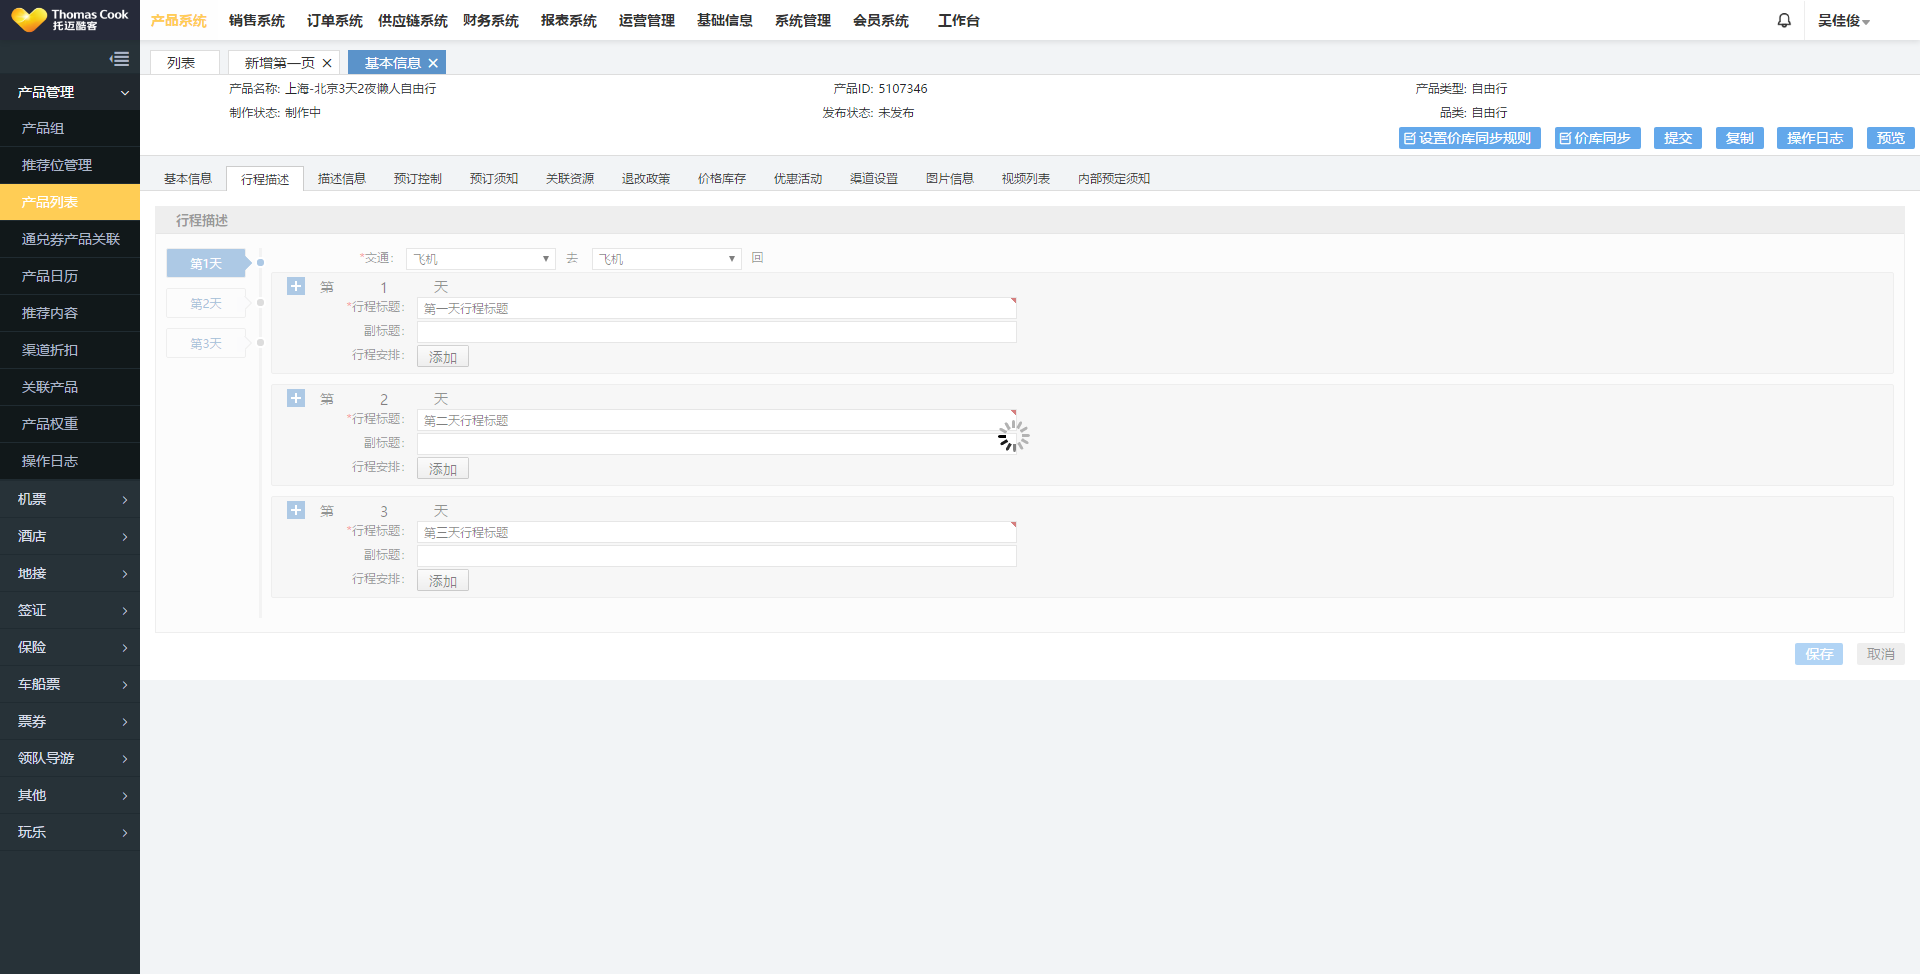 Thomas Cook
托迈酷客
产品系统 销售系统 订单系统 供应链系统 财务系统 报表系统 运营管理 基础信息 系统管理 会员系统 工作台 吴佳俊
列表 新增第一页 基本信息
产品名称: 上海-北京3天2夜懒人自由行 产品ID: 5107346 产品类型: 自由行
制作状态: 制作中 发布状态: 未发布 品类: 自由行
设置价库同步规则 价库同步 提交 复制 操作日志 预览
基本信息 行程描述 描述信息 预订控制 预订须知 关联资源 退改政策 价格库存 优惠活动 渠道设置 图片信息 视频列表 内部预定须知
产品管理
产品组
推荐位管理
产品列表
通兑券产品关联
产品日历
推荐内容
渠道折扣
关联产品
产品权重
操作日志
机票
酒店
地接
签证
保险
车船票
票券
领队导游
其他
玩乐
行程描述
第1天
第2天
第3天
*交通: 飞机 去 飞机 回
第 1 天
*行程标题: 第一天行程标题
副标题:
行程安排: 添加
第 2 天
*行程标题: 第二天行程标题
副标题:
行程安排: 添加
第 3 天
*行程标题: 第三天行程标题
副标题:
行程安排: 添加
保存 取消